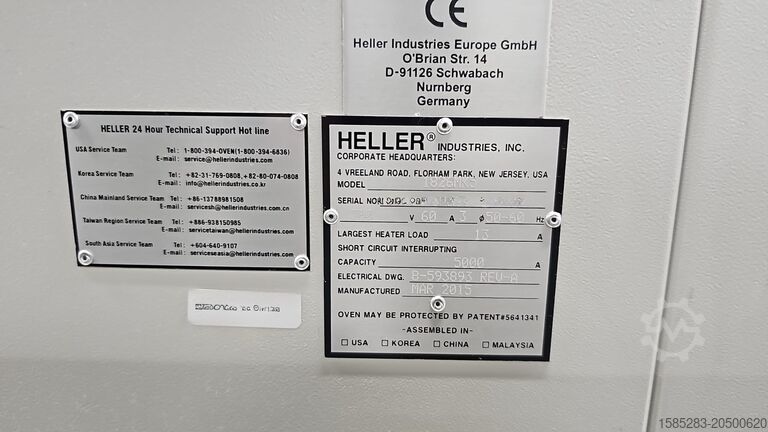 CE
Heller Industries Europe GmbH
O'Brian Str. 14
D-91126 Schwabach
Nurnberg
Germany
HELLER 24 Hour Technical Support Hot line
USA Service Team Tel: 1-800-394-OVEN(1-800-394-6836)
E-mail: service@hellerindustries.com
Korea Service Team Tel: +82-31-769-0808,+82-80-074-0808
E-mail: info@hellerindustries.co.kr
China Mainland Service Team Tel: +86-13788981508
E-mail: servicesh@hellerindustries.com.cn
Taiwan Region Service Team Tel: +886-938150985
E-mail: servicetaiwan@hellerindustries.com
South Asia Service Team Tel: +604-640-9107
E-mail: serviceseasia@hellerindustries.com
HELLER® INDUSTRIES, INC.
CORPORATE HEADQUARTERS:
4 VREELAND ROAD, FLORHAM PARK, NEW JERSEY. USA
MODEL
SERIAL NO.
V 60 A 3 Ø 50-60 Hz
LARGEST HEATER LOAD 13 A
SHORT CIRCUIT INTERRUPTING
CAPACITY 5000 A
ELECTRICAL DWG. B-593893 REV-A
MANUFACTURED MAR 2015
OVEN MAY BE PROTECTED BY PATENT#5641341
-ASSEMBLED IN-
USA KOREA CHINA MALAYSIA
1585283-20500620